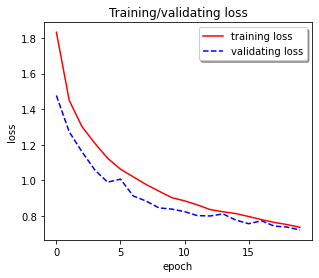 Training/validating loss
training loss
validating loss
1.8
1.6
1.4
1.2
1.0
0.8
loss
0
5
10
15
epoch